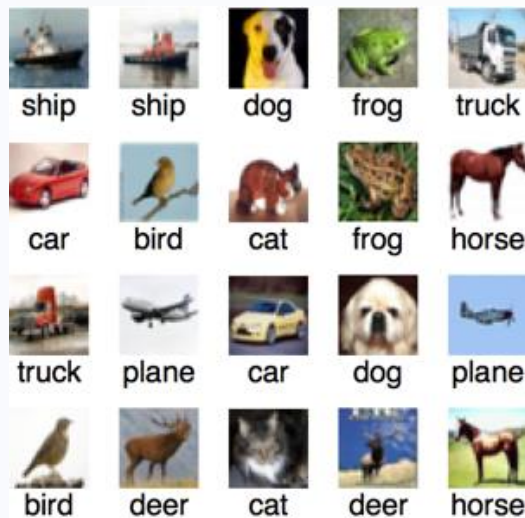 ship ship dog frog truck
car bird cat frog horse
truck plane car dog plane
bird deer cat deer horse